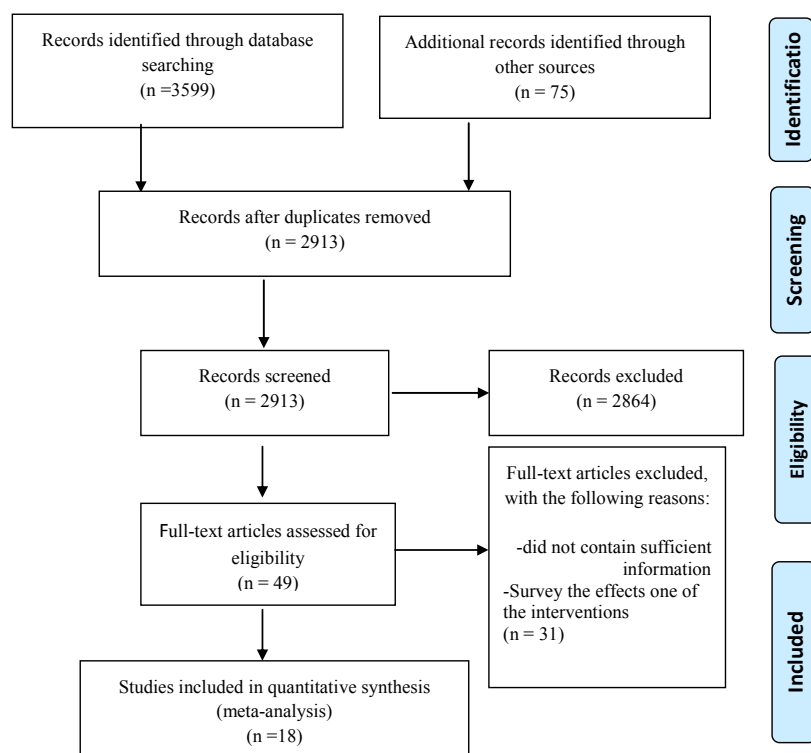 Records identified through database
searching
(n =3599)
Additional records identified through
other sources
(n = 75)
Identificatio
Records after duplicates removed
(n = 2913)
Screening
Records screened
(n = 2913)
Records excluded
(n = 2864)
Eligibility
Full-text articles assessed for
eligibility
(n = 49)
Full-text articles excluded,
with the following reasons:
-did not contain sufficient
information
-Survey the effects one of
the interventions
(n = 31)
Studies included in quantitative synthesis
(meta-analysis)
(n =18)
Included